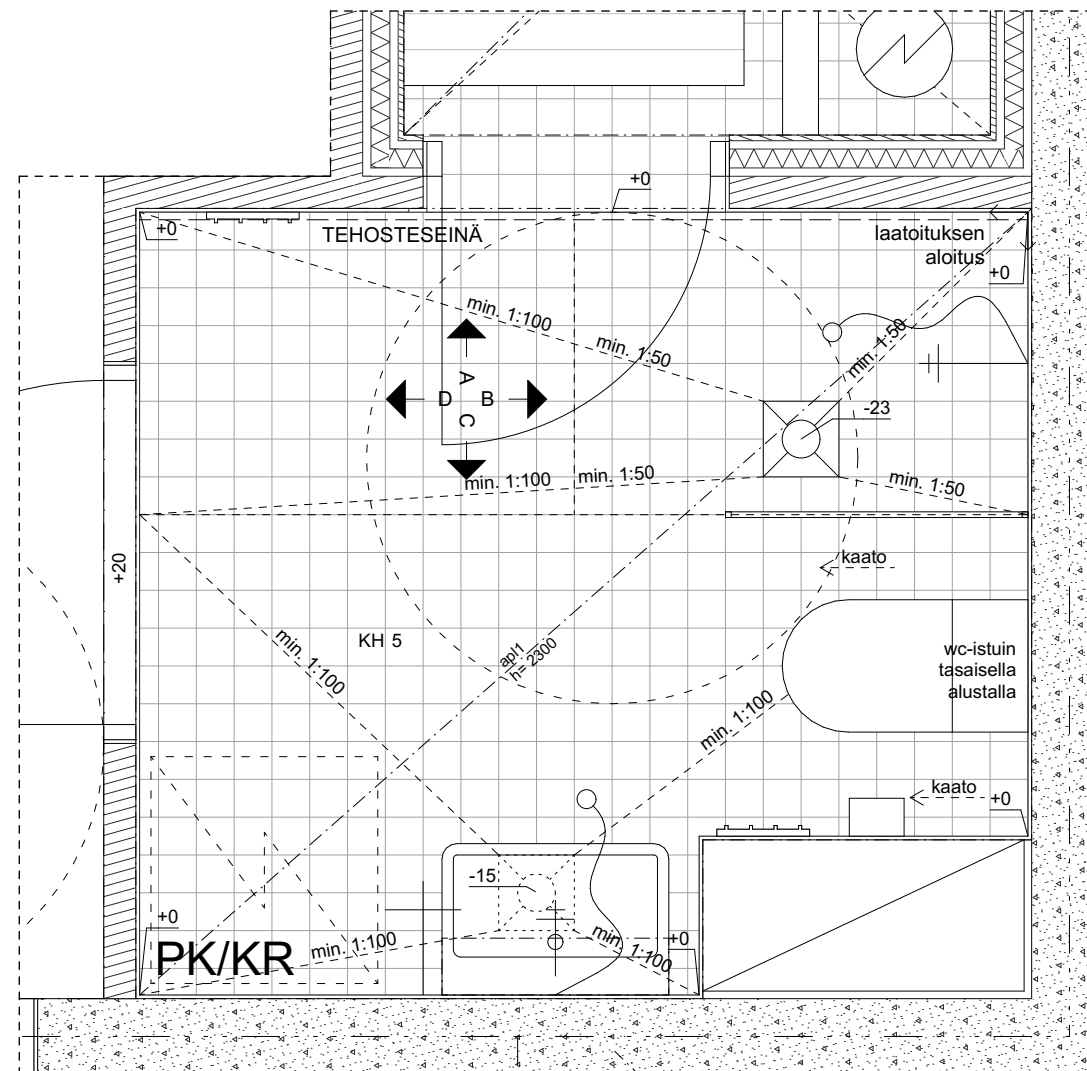 +0
+0
TEHOSTESEINÄ
laatoituksen
aloitus
+0
min. 1:100
min. 1:50
min. 1:50
A
D B
C
-23
min. 1:100
min. 1:50
min. 1:50
+20
kaato
KH 5
min. 1:100
apl1
h= 2300
wc-istuin
tasaisella
alustalla
min. 1:100
kaato
+0
-15
+0
PK/KR
min. 1:100
min. 1:100
+0